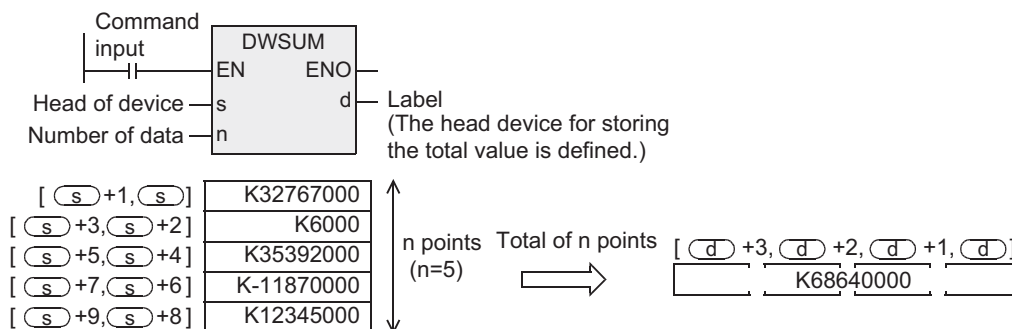 Command
input
DWSUM
EN ENO
Head of device s d Label
(The head device for storing
the total value is defined.)
Number of data n
[ s +1, s ] K32767000
[ s +3, s +2] K6000
[ s +5, s +4] K35392000
[ s +7, s +6] K-11870000
[ s +9, s +8] K12345000
n points
(n=5)
Total of n points
[ d +3, d +2, d +1, d ]
K68640000